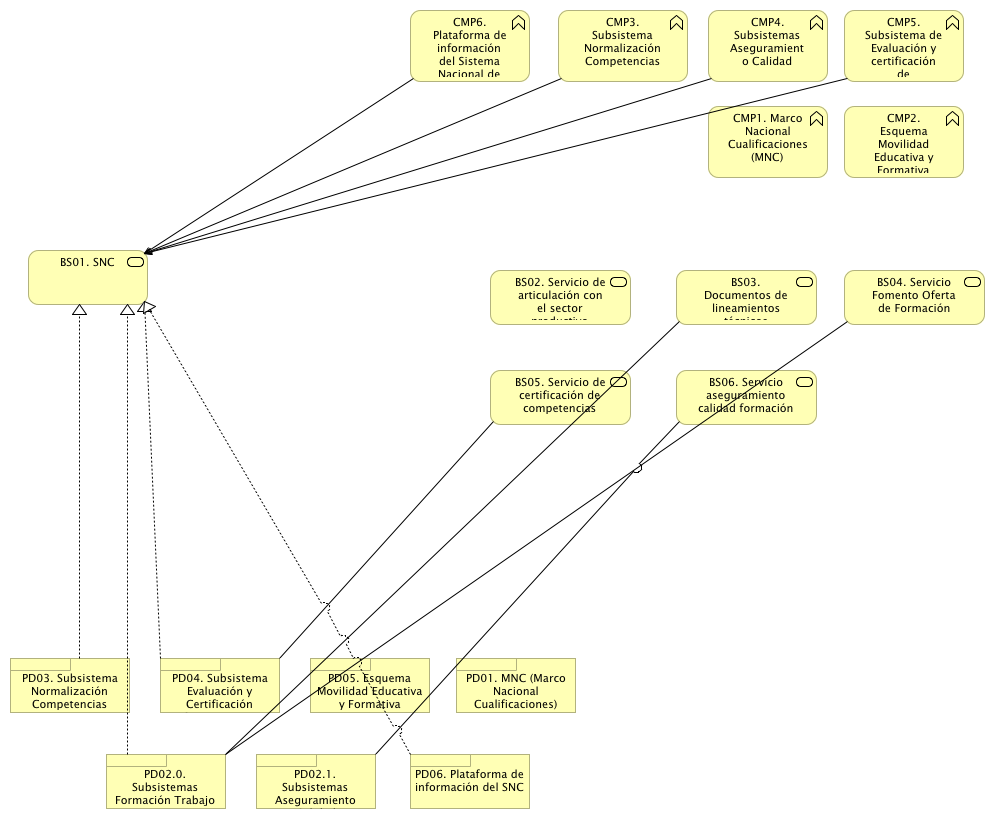 CMP6.
Plataforma de
información
del Sistema
Nacional de
CMP3.
Subsistema
Normalización
Competencias
CMP4.
Subsistemas
Aseguramient
o Calidad
CMP5.
Subsistema de
Evaluación y
certificación
de
CMP1. Marco
Nacional
Cualificaciones
(MNC)
CMP2.
Esquema
Movilidad
Educativa y
Formativa
BS01. SNC
BS02. Servicio de
articulación con
el sector
productivo
BS03.
Documentos de
lineamientos
técnicos
BS04. Servicio
Fomento Oferta
de Formación
BS05. Servicio de
certificación de
competencias
BS06. Servicio
aseguramiento
calidad formación
PD03. Subsistema
Normalización
Competencias
PD04. Subsistema
Evaluación y
Certificación
PD05. Esquema
Movilidad Educativa
y Formativa
PD01. MNC (Marco
Nacional
Cualificaciones)
PD02.0.
Subsistemas
Formación Trabajo
PD02.1.
Subsistemas
Aseguramiento
PD06. Plataforma de
información del SNC